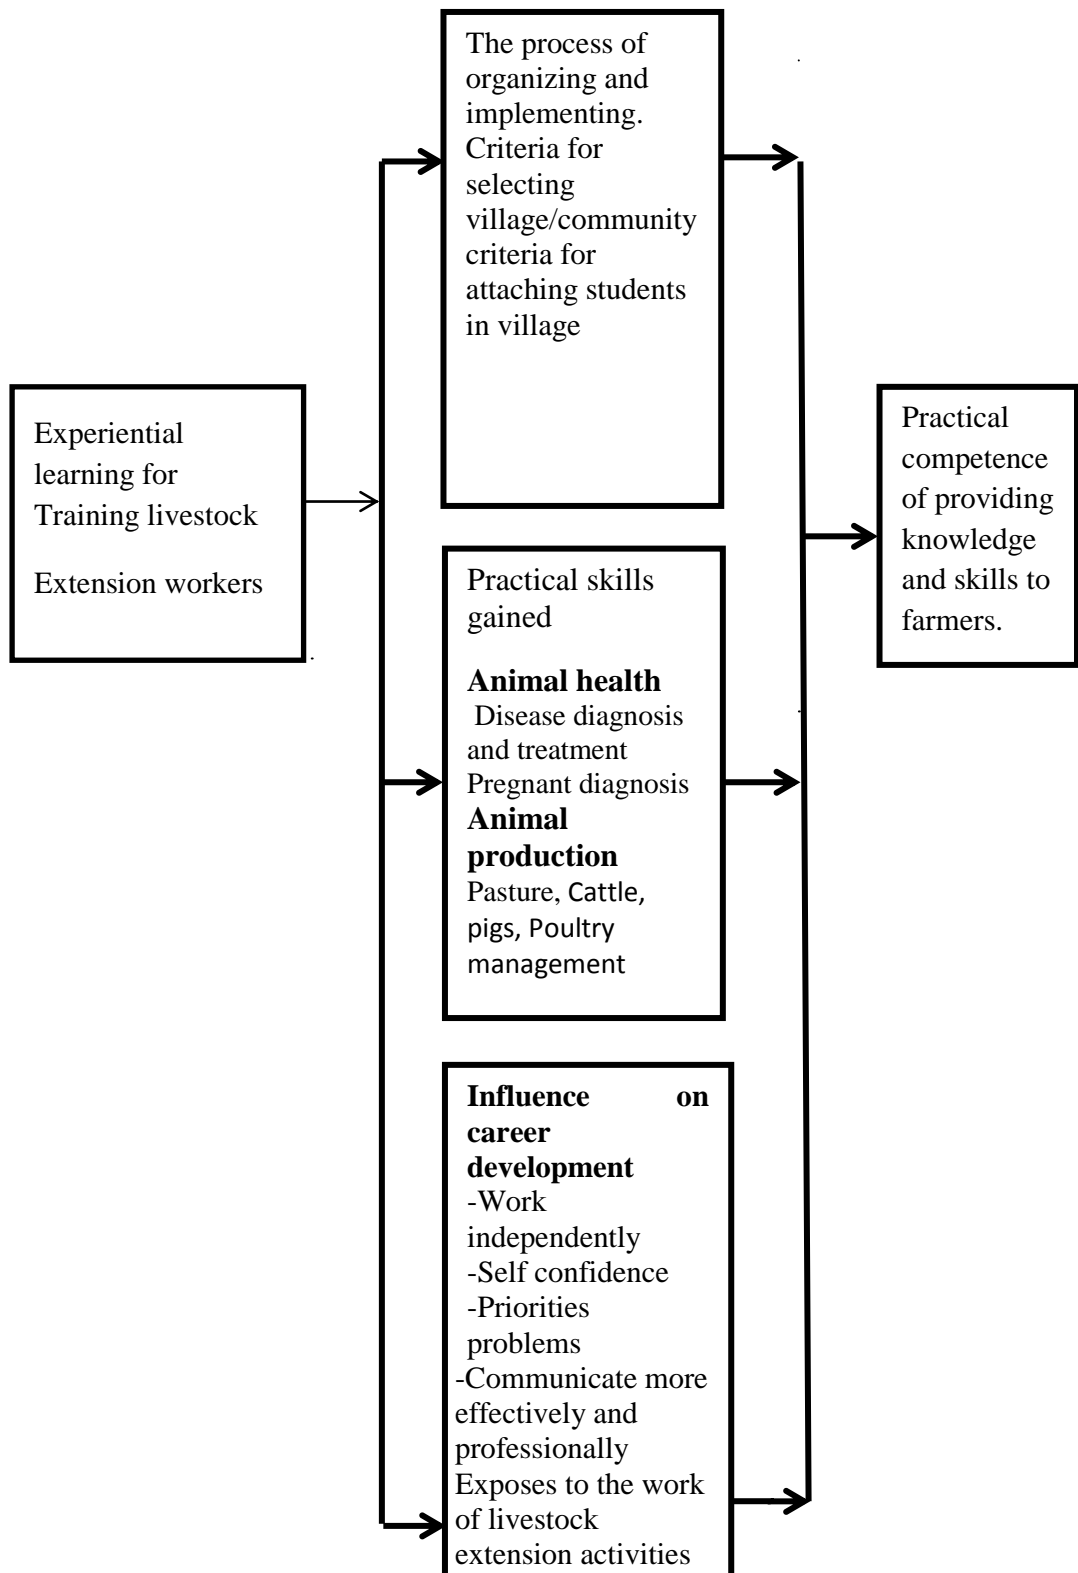 The process of
organizing and
implementing.
Criteria for
selecting
village/community
criteria for
attaching students
in village
Experiential
learning for
Training livestock
Extension workers
Practical
competence
of providing
knowledge
and skills to
farmers.
Practical skills
gained
Animal health
Disease diagnosis
and treatment
Pregnant diagnosis
Animal
production
Pasture, Cattle,
pigs, Poultry
management
Influence on
career
development
-Work
independently
-Self confidence
-Priorities
problems
-Communicate more
effectively and
professionally
Exposes to the work
of livestock
extension activities